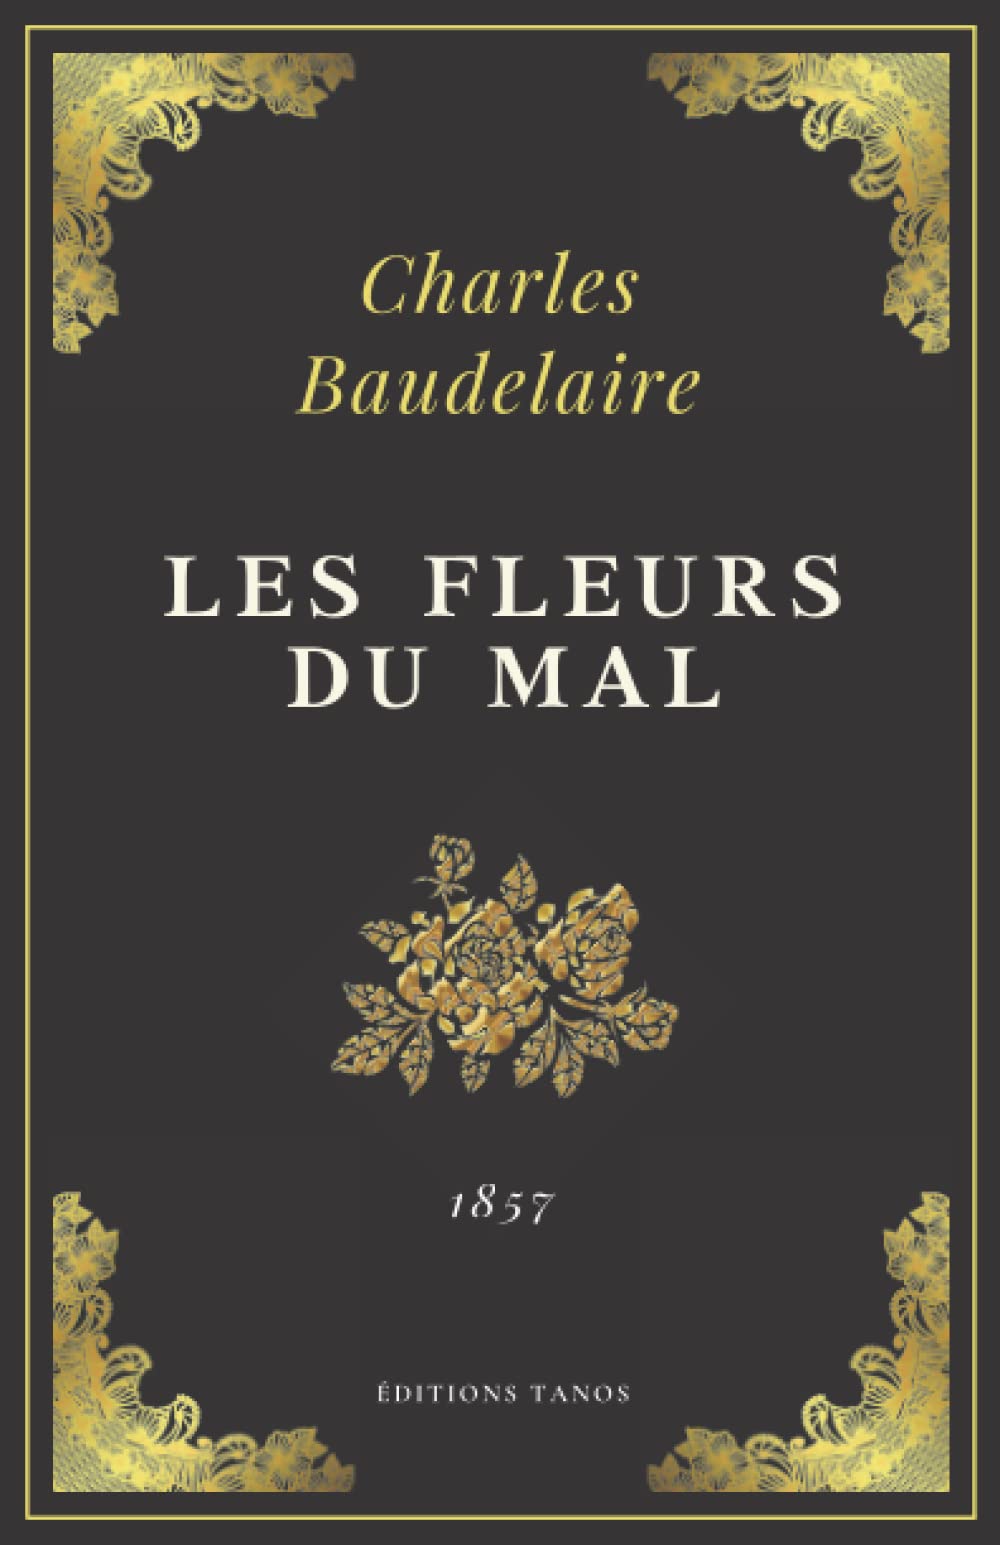 Charles
Baudelaire
LES FLEURS
DU MAL
1857
ÉDITIONS TANOS